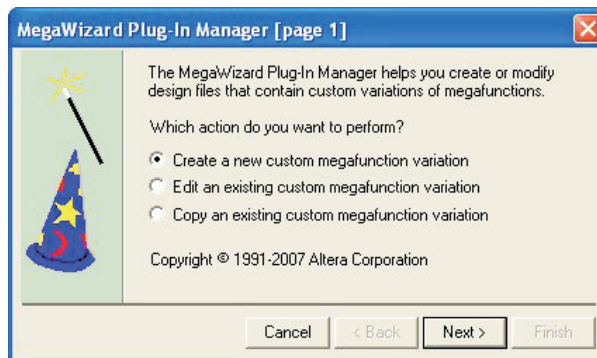 MegaWizard Plug-In Manager [page 1]
The MegaWizard Plug-In Manager helps you create or modify
design files that contain custom variations of megafunctions.
Which action do you want to perform?
Create a new custom megafunction variation
Edit an existing custom megafunction variation
Copy an existing custom megafunction variation
Copyright © 1991-2007 Altera Corporation
Cancel < Back Next > Finish